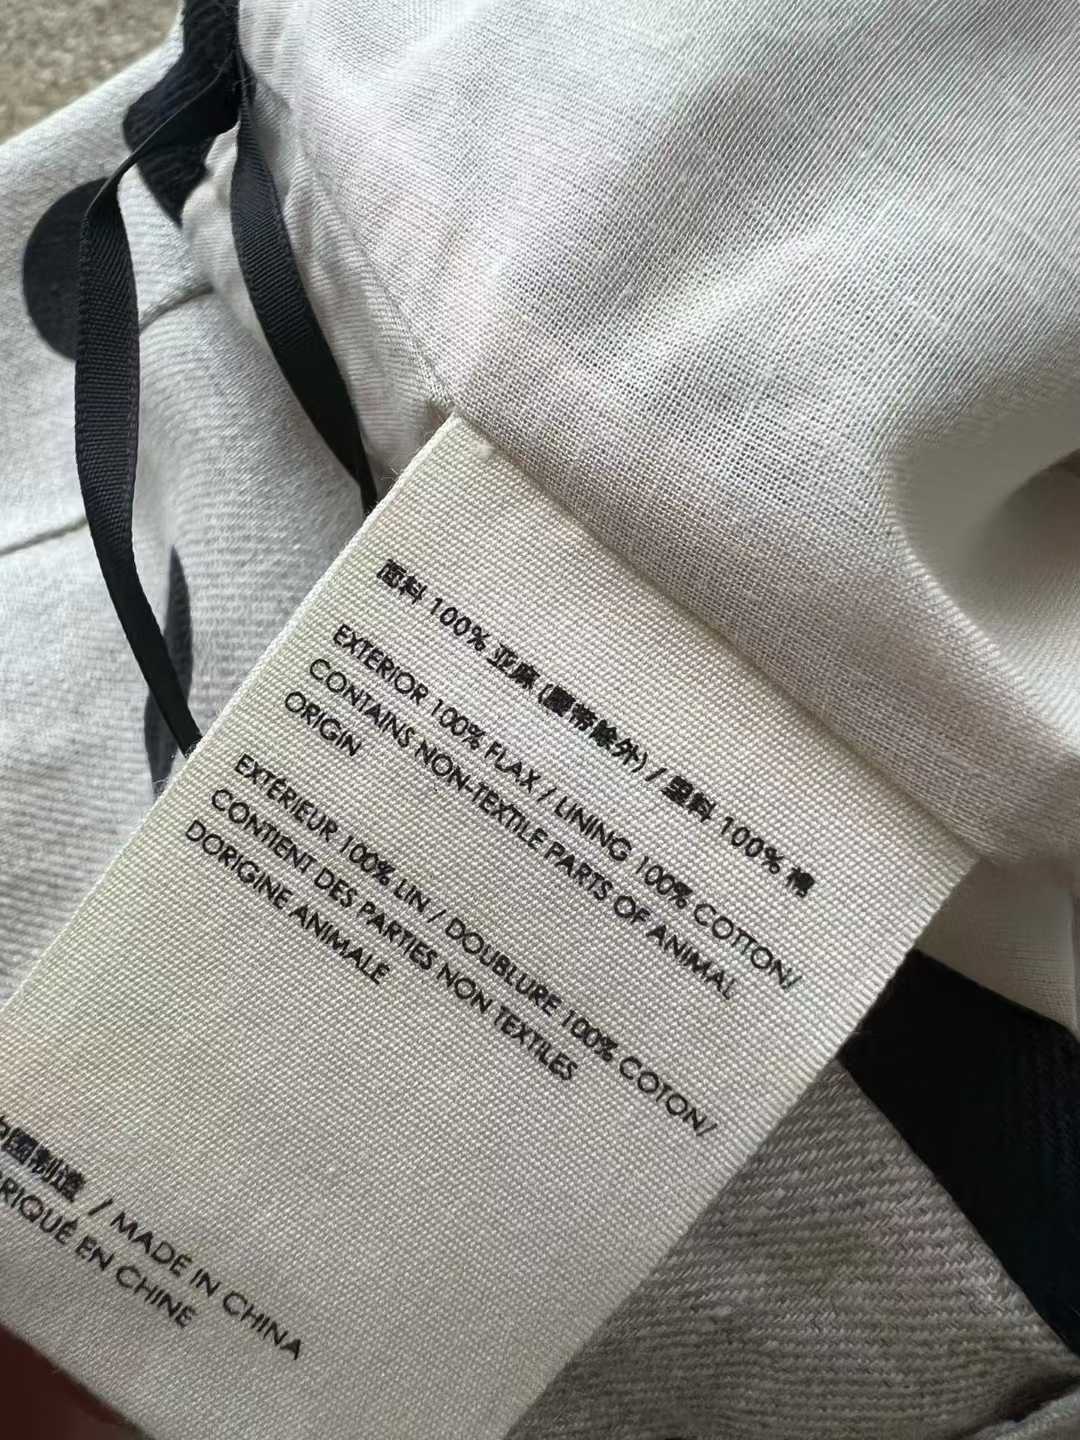 面料 100% 亚麻 (腰带除外) / 里料 100% 棉
EXTERIOR 100% FLAX / LINING 100% COTTON/
CONTAINS NON-TEXTILE PARTS OF ANIMAL
ORIGIN
EXTÉRIEUR 100% LIN / DOUBLURE 100% COTON/
CONTIENT DES PARTIES NON TEXTILES
DORIGINE ANIMALE
中国制造 / MADE IN CHINA
BRIQUÉ EN CHINE